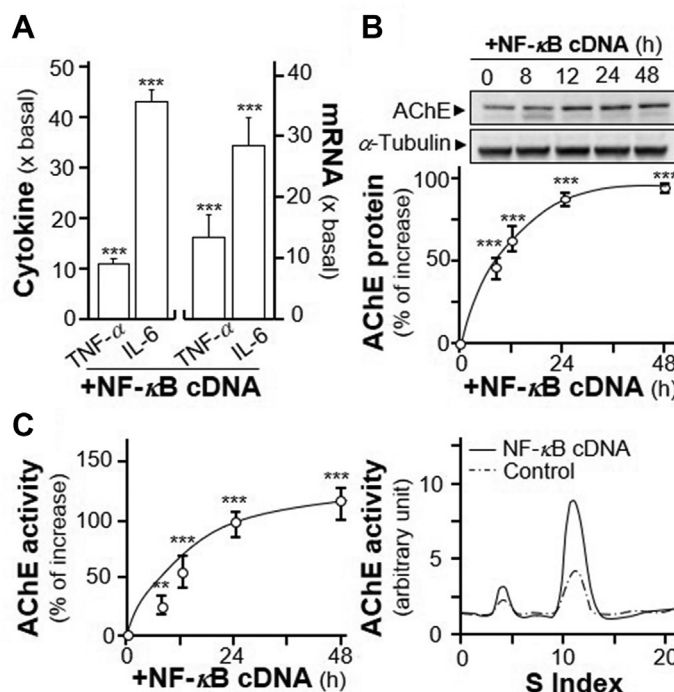 A
Cytokine (x basal)
50
40
30
20
10
0
***
***
***
***
mRNA (x basal)
40
30
20
10
0
TNF-α IL-6 TNF-α IL-6
+NF-κB cDNA
B
+NF-κB cDNA (h)
0 8 12 24 48
AChE
α-Tubulin
AChE protein
(% of increase)
100
50
0
***
***
***
***
0 24 48
+NF-κB cDNA (h)
C
AChE activity
(% of increase)
150
100
50
0
**
***
***
***
0 24 48
+NF-κB cDNA (h)
AChE activity
(arbitrary unit)
10
5
0
NF-κB cDNA
Control
0 10 20
S Index